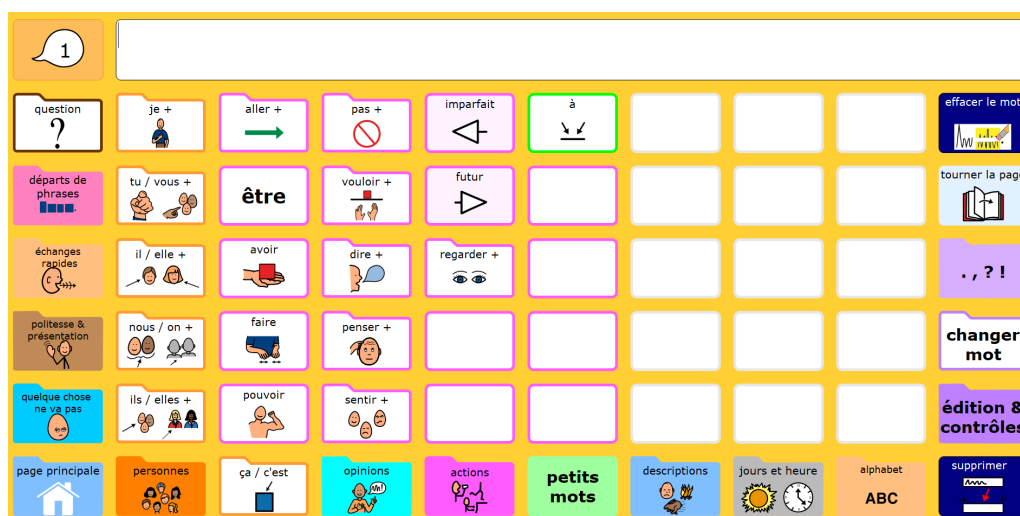 1
question
je +
aller +
pas +
imparfait
à
effacer le mot
départs de
phrases
tu / vous +
être
vouloir +
futur
tourner la page
échanges
rapides
il / elle +
avoir
dire +
regarder +
. , ? !
politesse &
présentation
nous / on +
faire
penser +
changer
mot
quelque chose
ne va pas
ils / elles +
pouvoir
sentir +
édition &
contrôles
page principale
personnes
ça / c'est
opinions
actions
petits
mots
descriptions
jours et heure
alphabet
ABC
supprimer